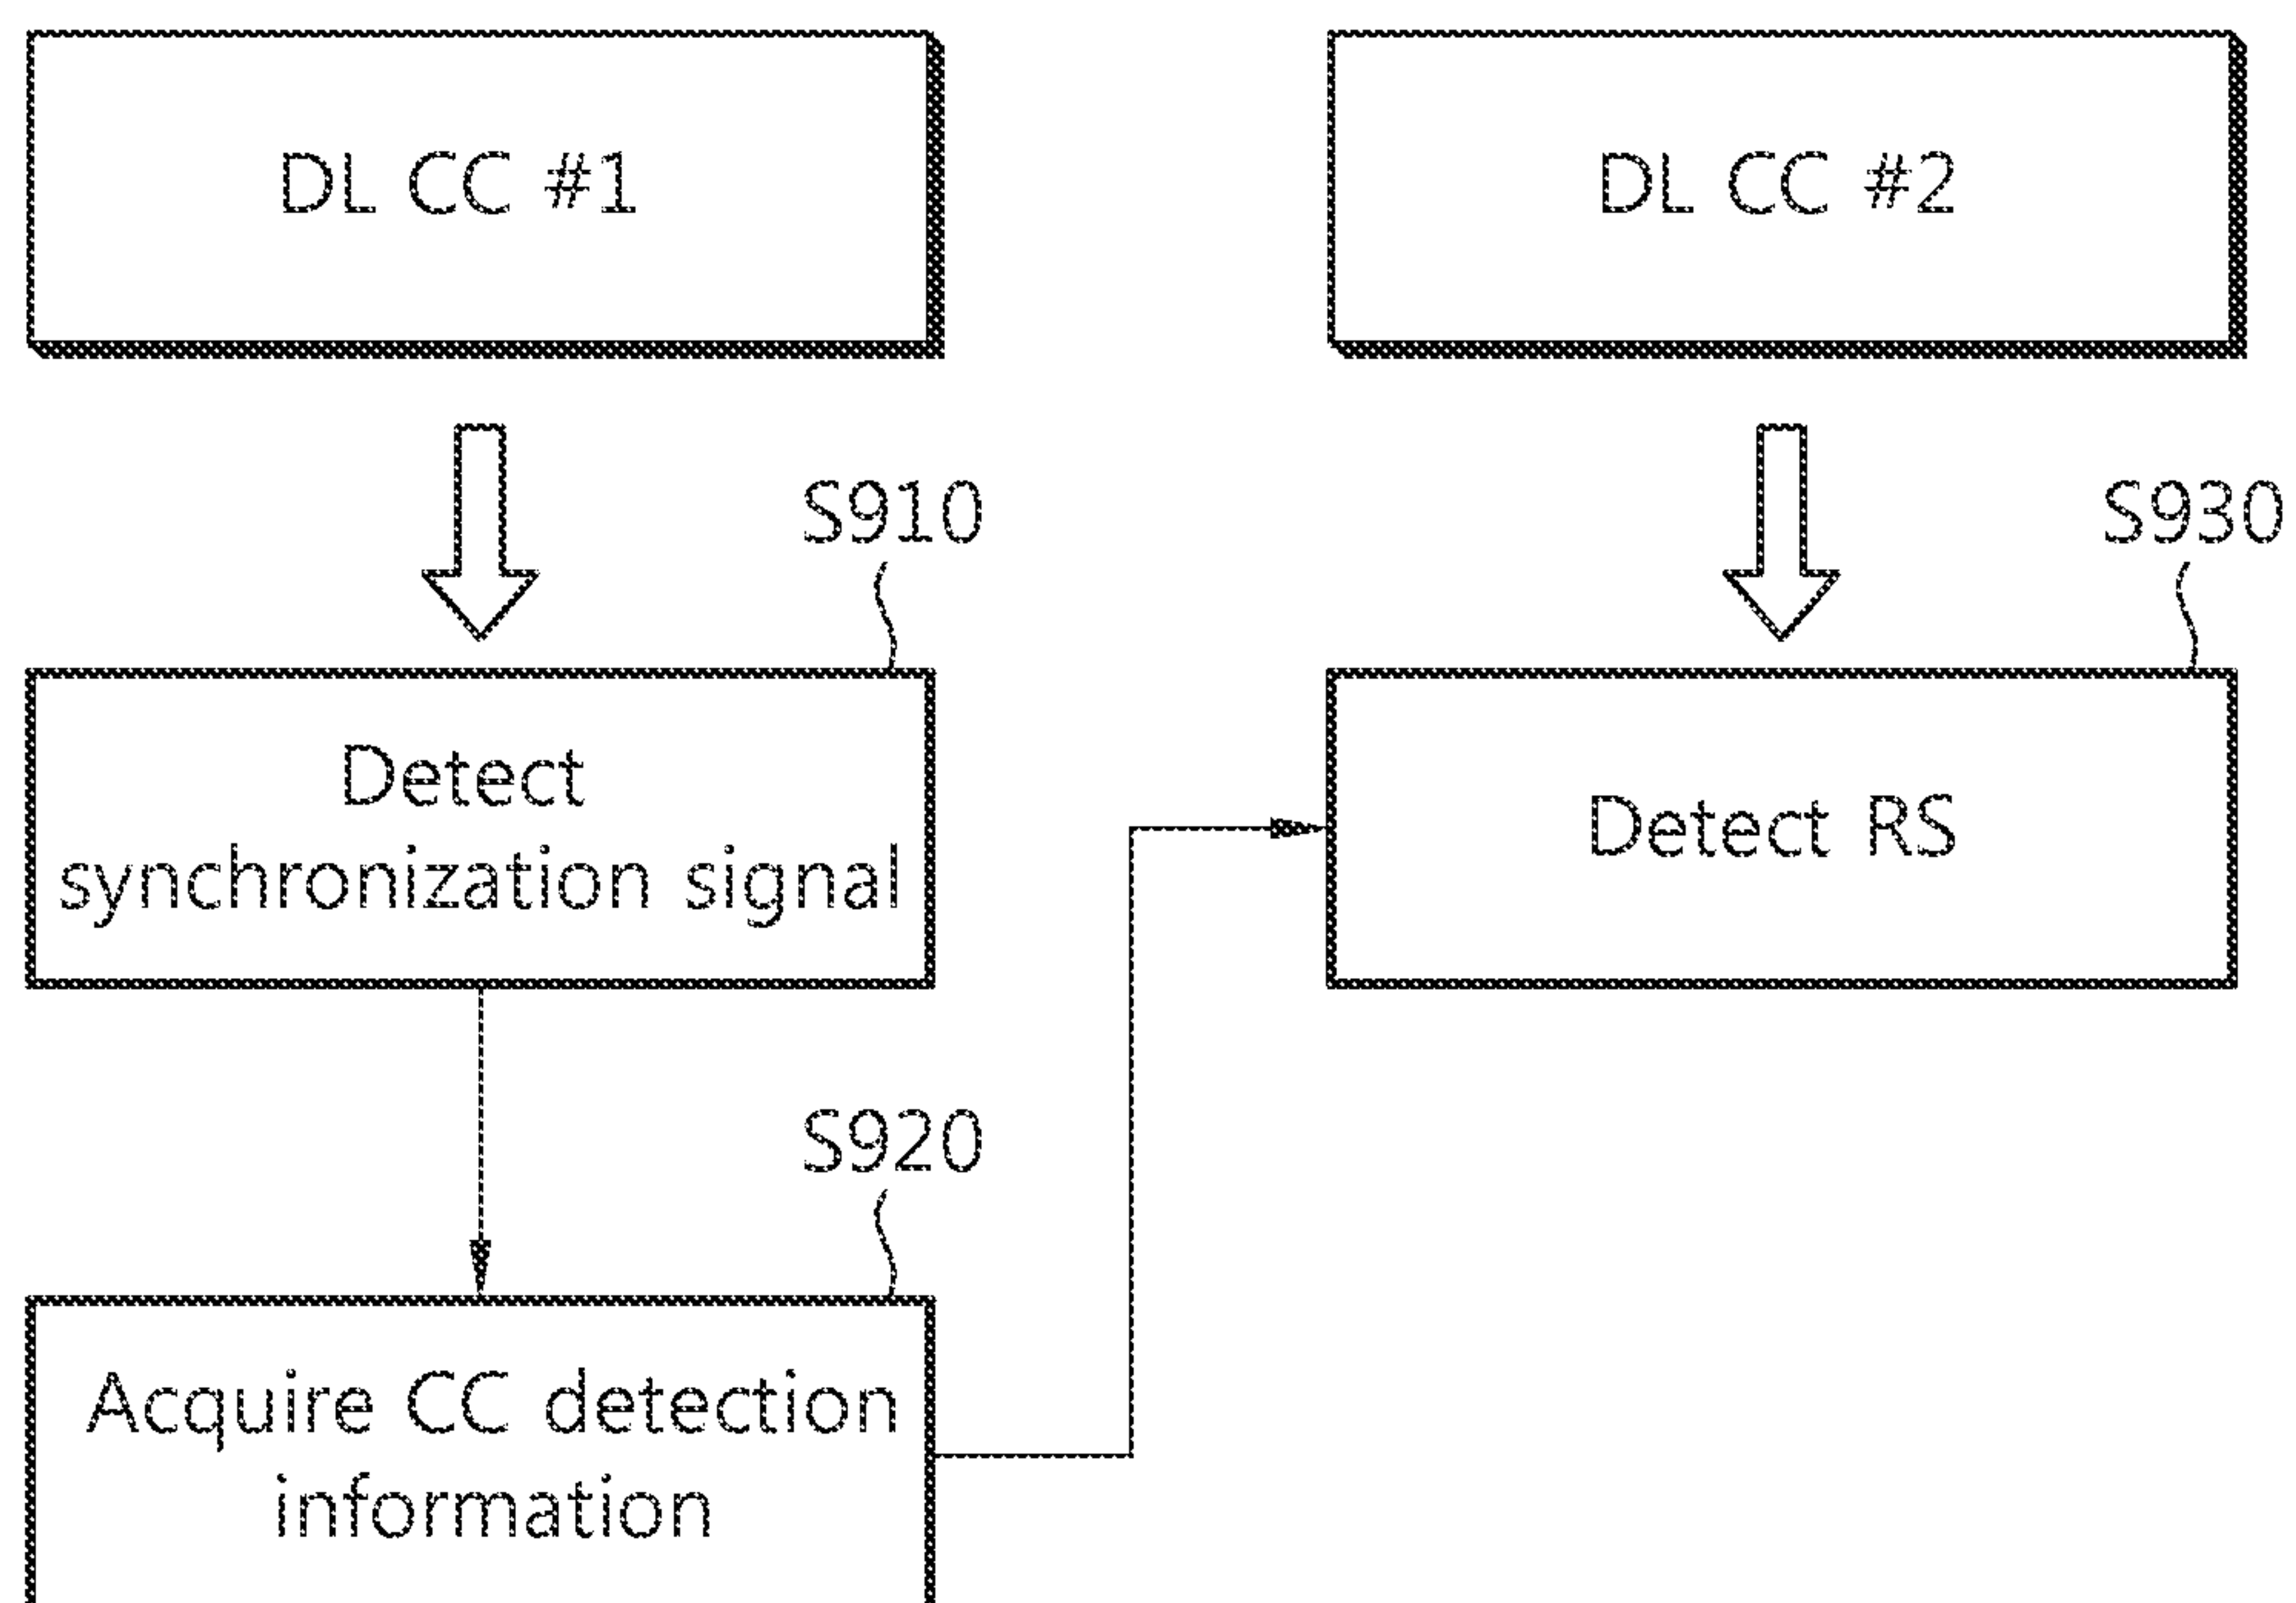 DL CC #1
DL CC #2
S910
S930
Detect
synchronization signal
Detect RS
S920
Acquire CC detection
information